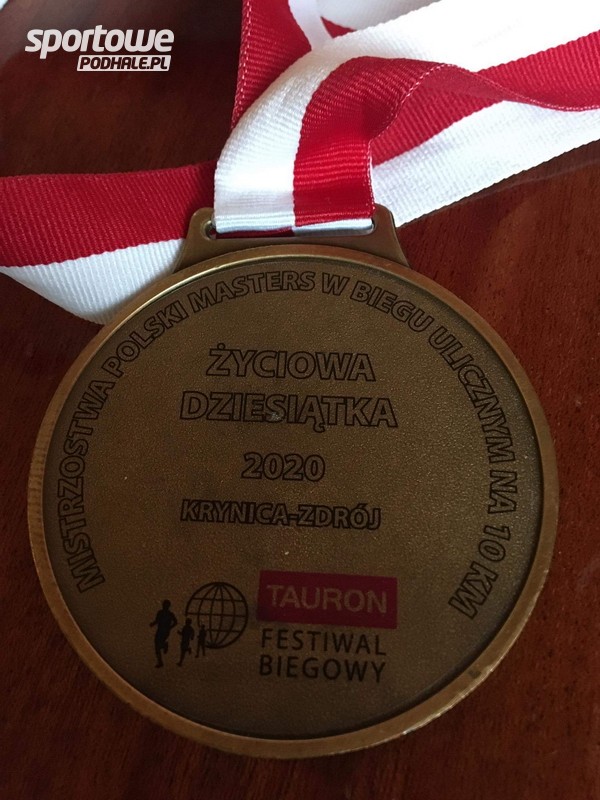 sportowe
PODHALE.PL
MISTRZOSTWA POLSKI MASTERS W BIEGU ULICZNYM NA 10 KM
ŻYCIOWA
DZIESIĄTKA
2020
KRYNICA-ZDRÓJ
TAURON
FESTIWAL
BIEGOWY